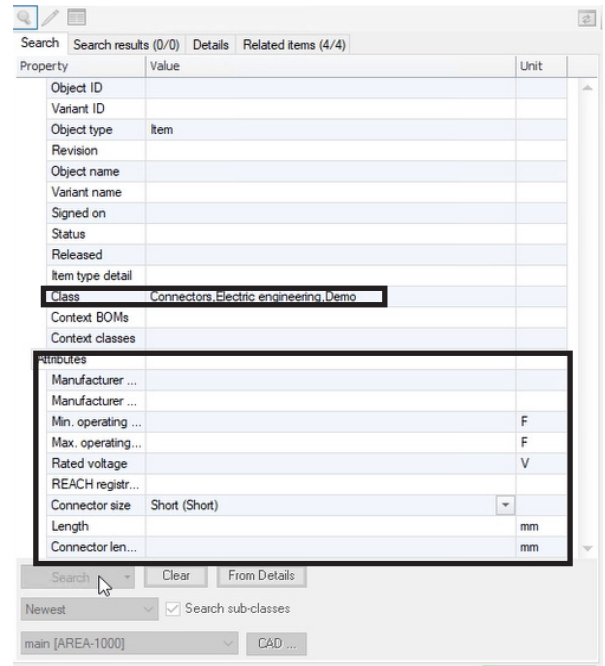 Search Search results (0/0) Details Related items (4/4)
Property Value Unit
Object ID
Variant ID
Object type Item
Revision
Object name
Variant name
Signed on
Status
Released
Item type detail
Class Connectors,Electric engineering,Demo
Context BOMs
Context classes
Attributes
Manufacturer ...
Manufacturer ...
Min. operating ... F
Max. operating... F
Rated voltage V
REACH registr...
Connector size Short (Short)
Length mm
Connector len... mm
Search Clear From Details
Newest Search sub-classes
main [AREA-1000] CAD ...